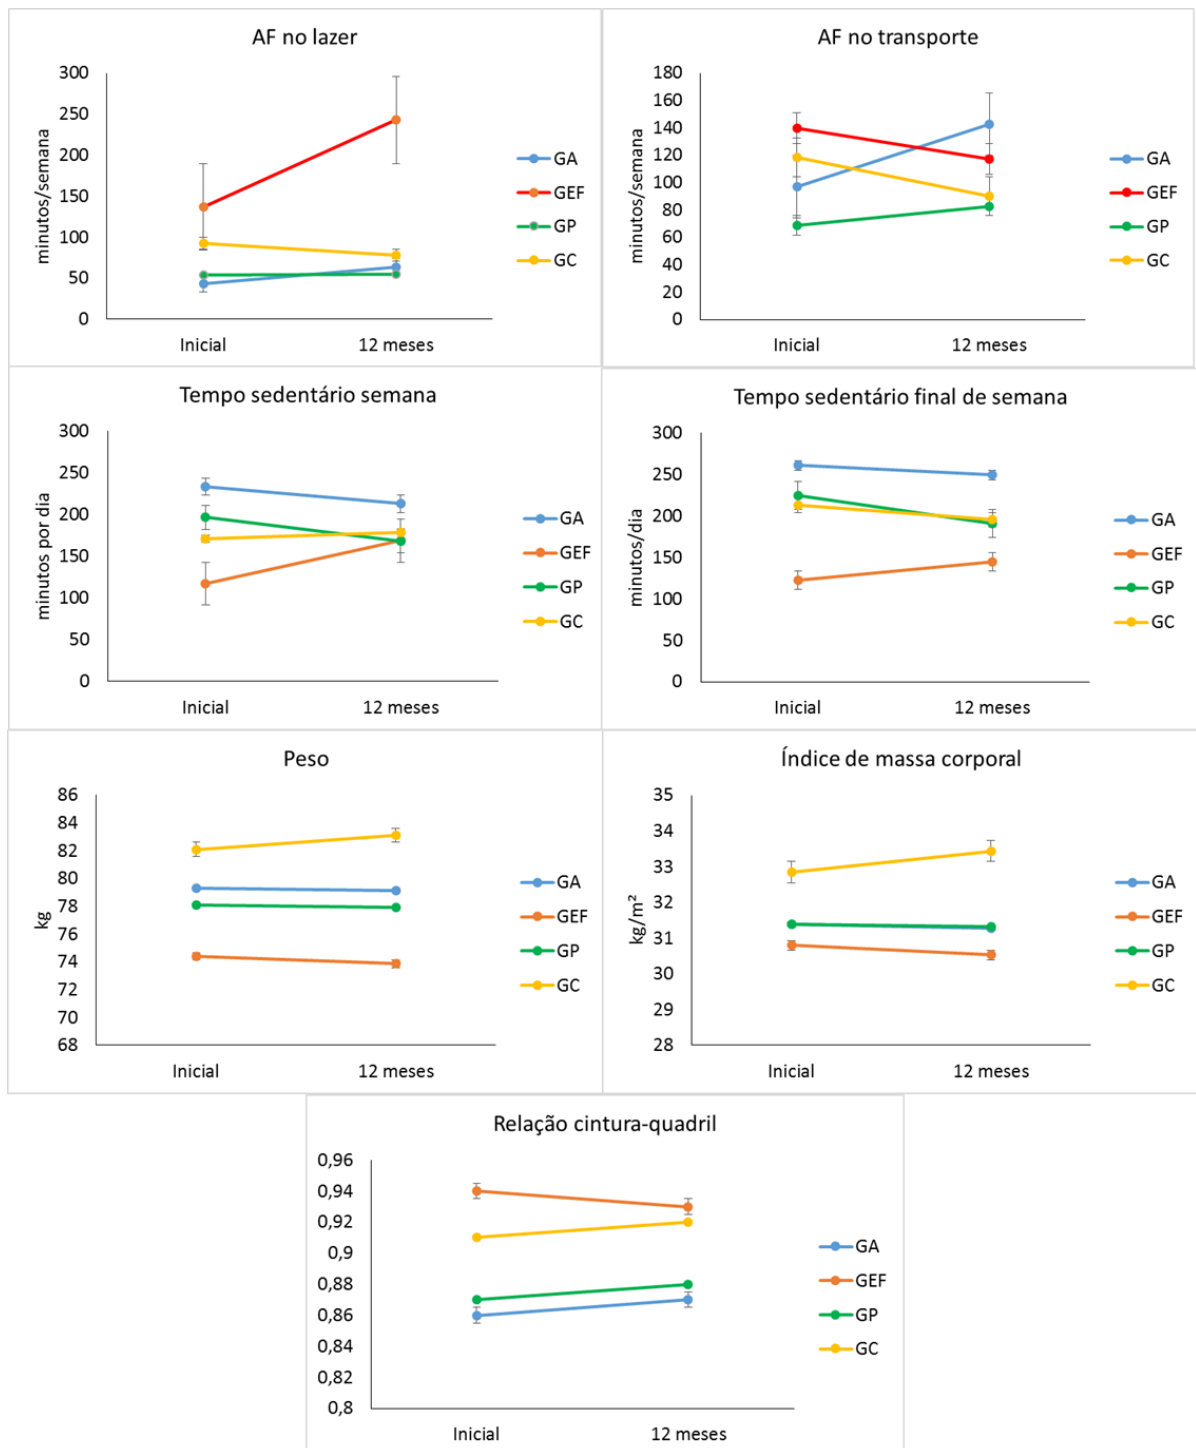 AF no lazer
300
250
200
150
100
50
0
minutos/semana
Inicial
12 meses
GA
GEF
GP
GC
AF no transporte
180
160
140
120
100
80
60
40
20
0
minutos/semana
Inicial
12 meses
GA
GEF
GP
GC
Tempo sedentário semana
300
250
200
150
100
50
0
minutos por dia
Inicial
12 meses
GA
GEF
GP
GC
Tempo sedentário final de semana
300
250
200
150
100
50
0
minutos/dia
Inicial
12 meses
GA
GEF
GP
GC
Peso
86
84
82
80
78
76
74
72
70
68
kg
Inicial
12 meses
GA
GEF
GP
GC
Índice de massa corporal
35
34
33
32
31
30
29
28
kg/m²
Inicial
12 meses
GA
GEF
GP
GC
Relação cintura-quadril
0,96
0,94
0,92
0,9
0,88
0,86
0,84
0,82
0,8
Inicial
12 meses
GA
GEF
GP
GC